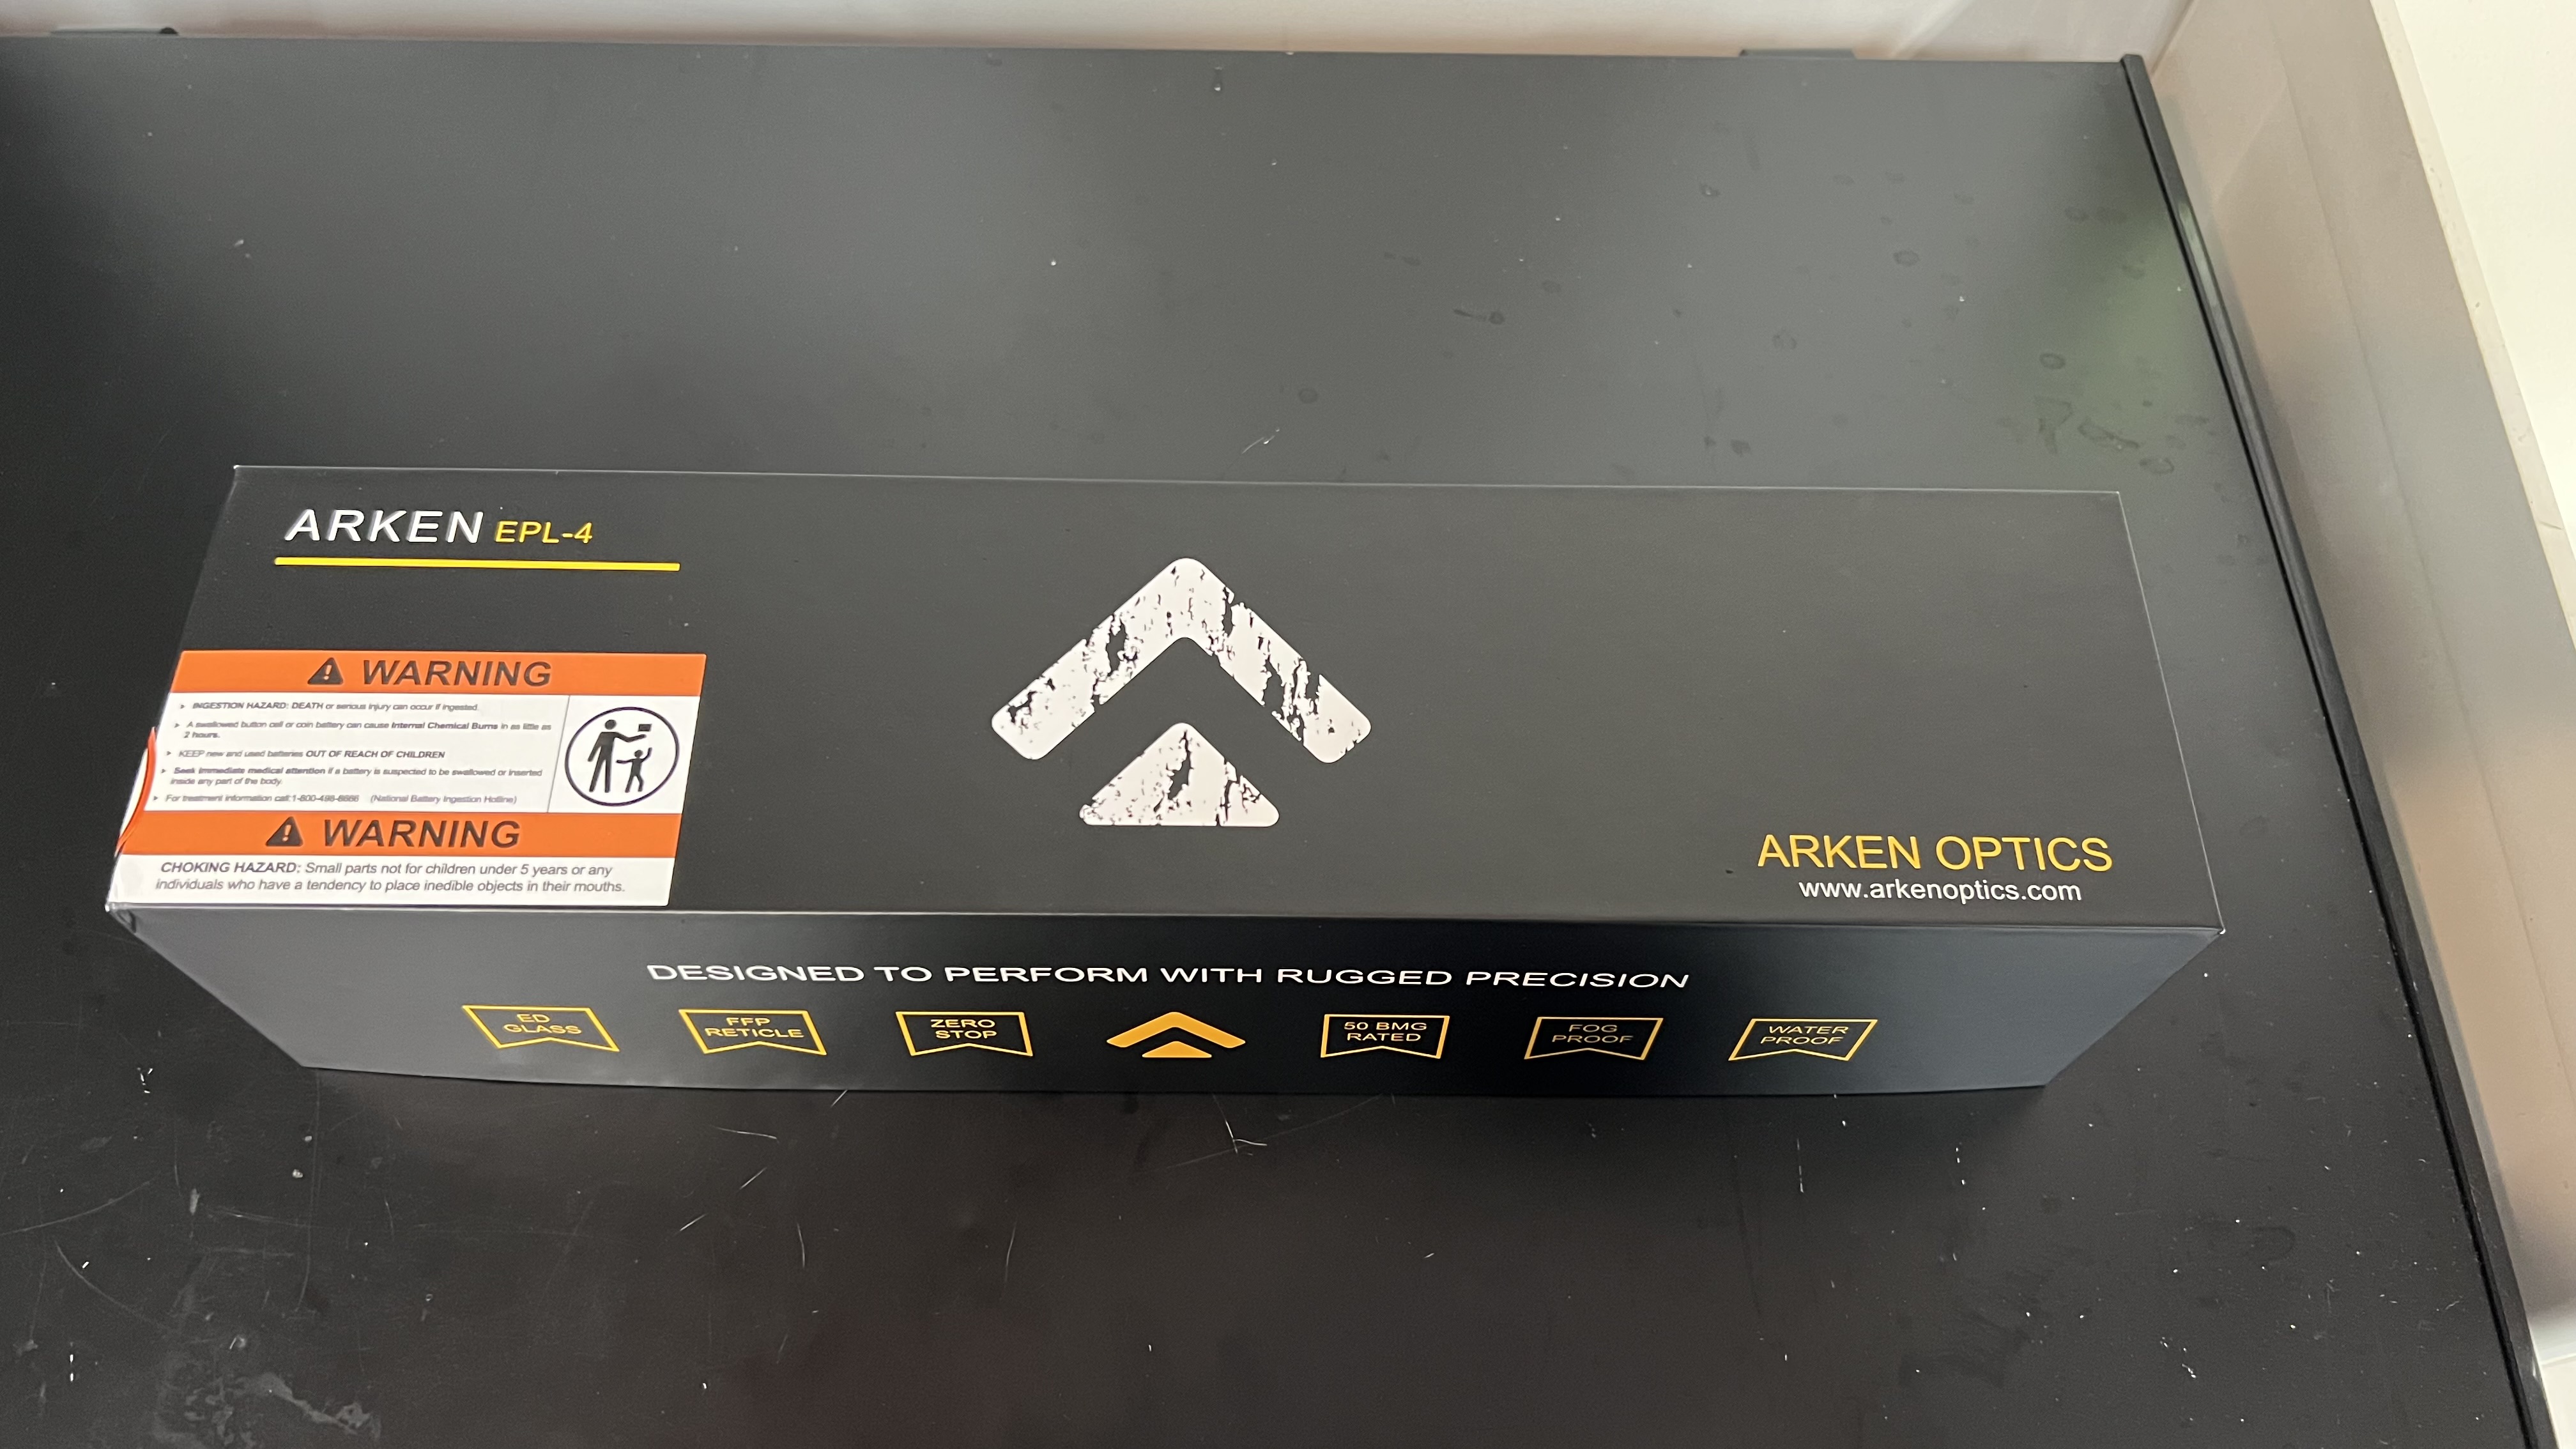 ARKEN EPL-4
WARNING
INGESTION HAZARD: DEATH or serious injury can occur if ingested.
A swallowed button cell or coin battery can cause Internal Chemical Burns in as little as
2 hours.
KEEP new and used batteries OUT OF REACH OF CHILDREN
Seek immediate medical attention if a battery is suspected to be swallowed or inserted
inside any part of the body.
For treatment information call:1-800-498-8666 (National Battery Ingestion Hotline)
WARNING
CHOKING HAZARD: Small parts not for children under 5 years or any
individuals who have a tendency to place inedible objects in their mouths.
ARKEN OPTICS
www.arkenoptics.com
DESIGNED TO PERFORM WITH RUGGED PRECISION
ED
GLASS
FFP
RETICLE
ZERO
STOP
50 BMG
RATED
FOG
PROOF
WATER
PROOF